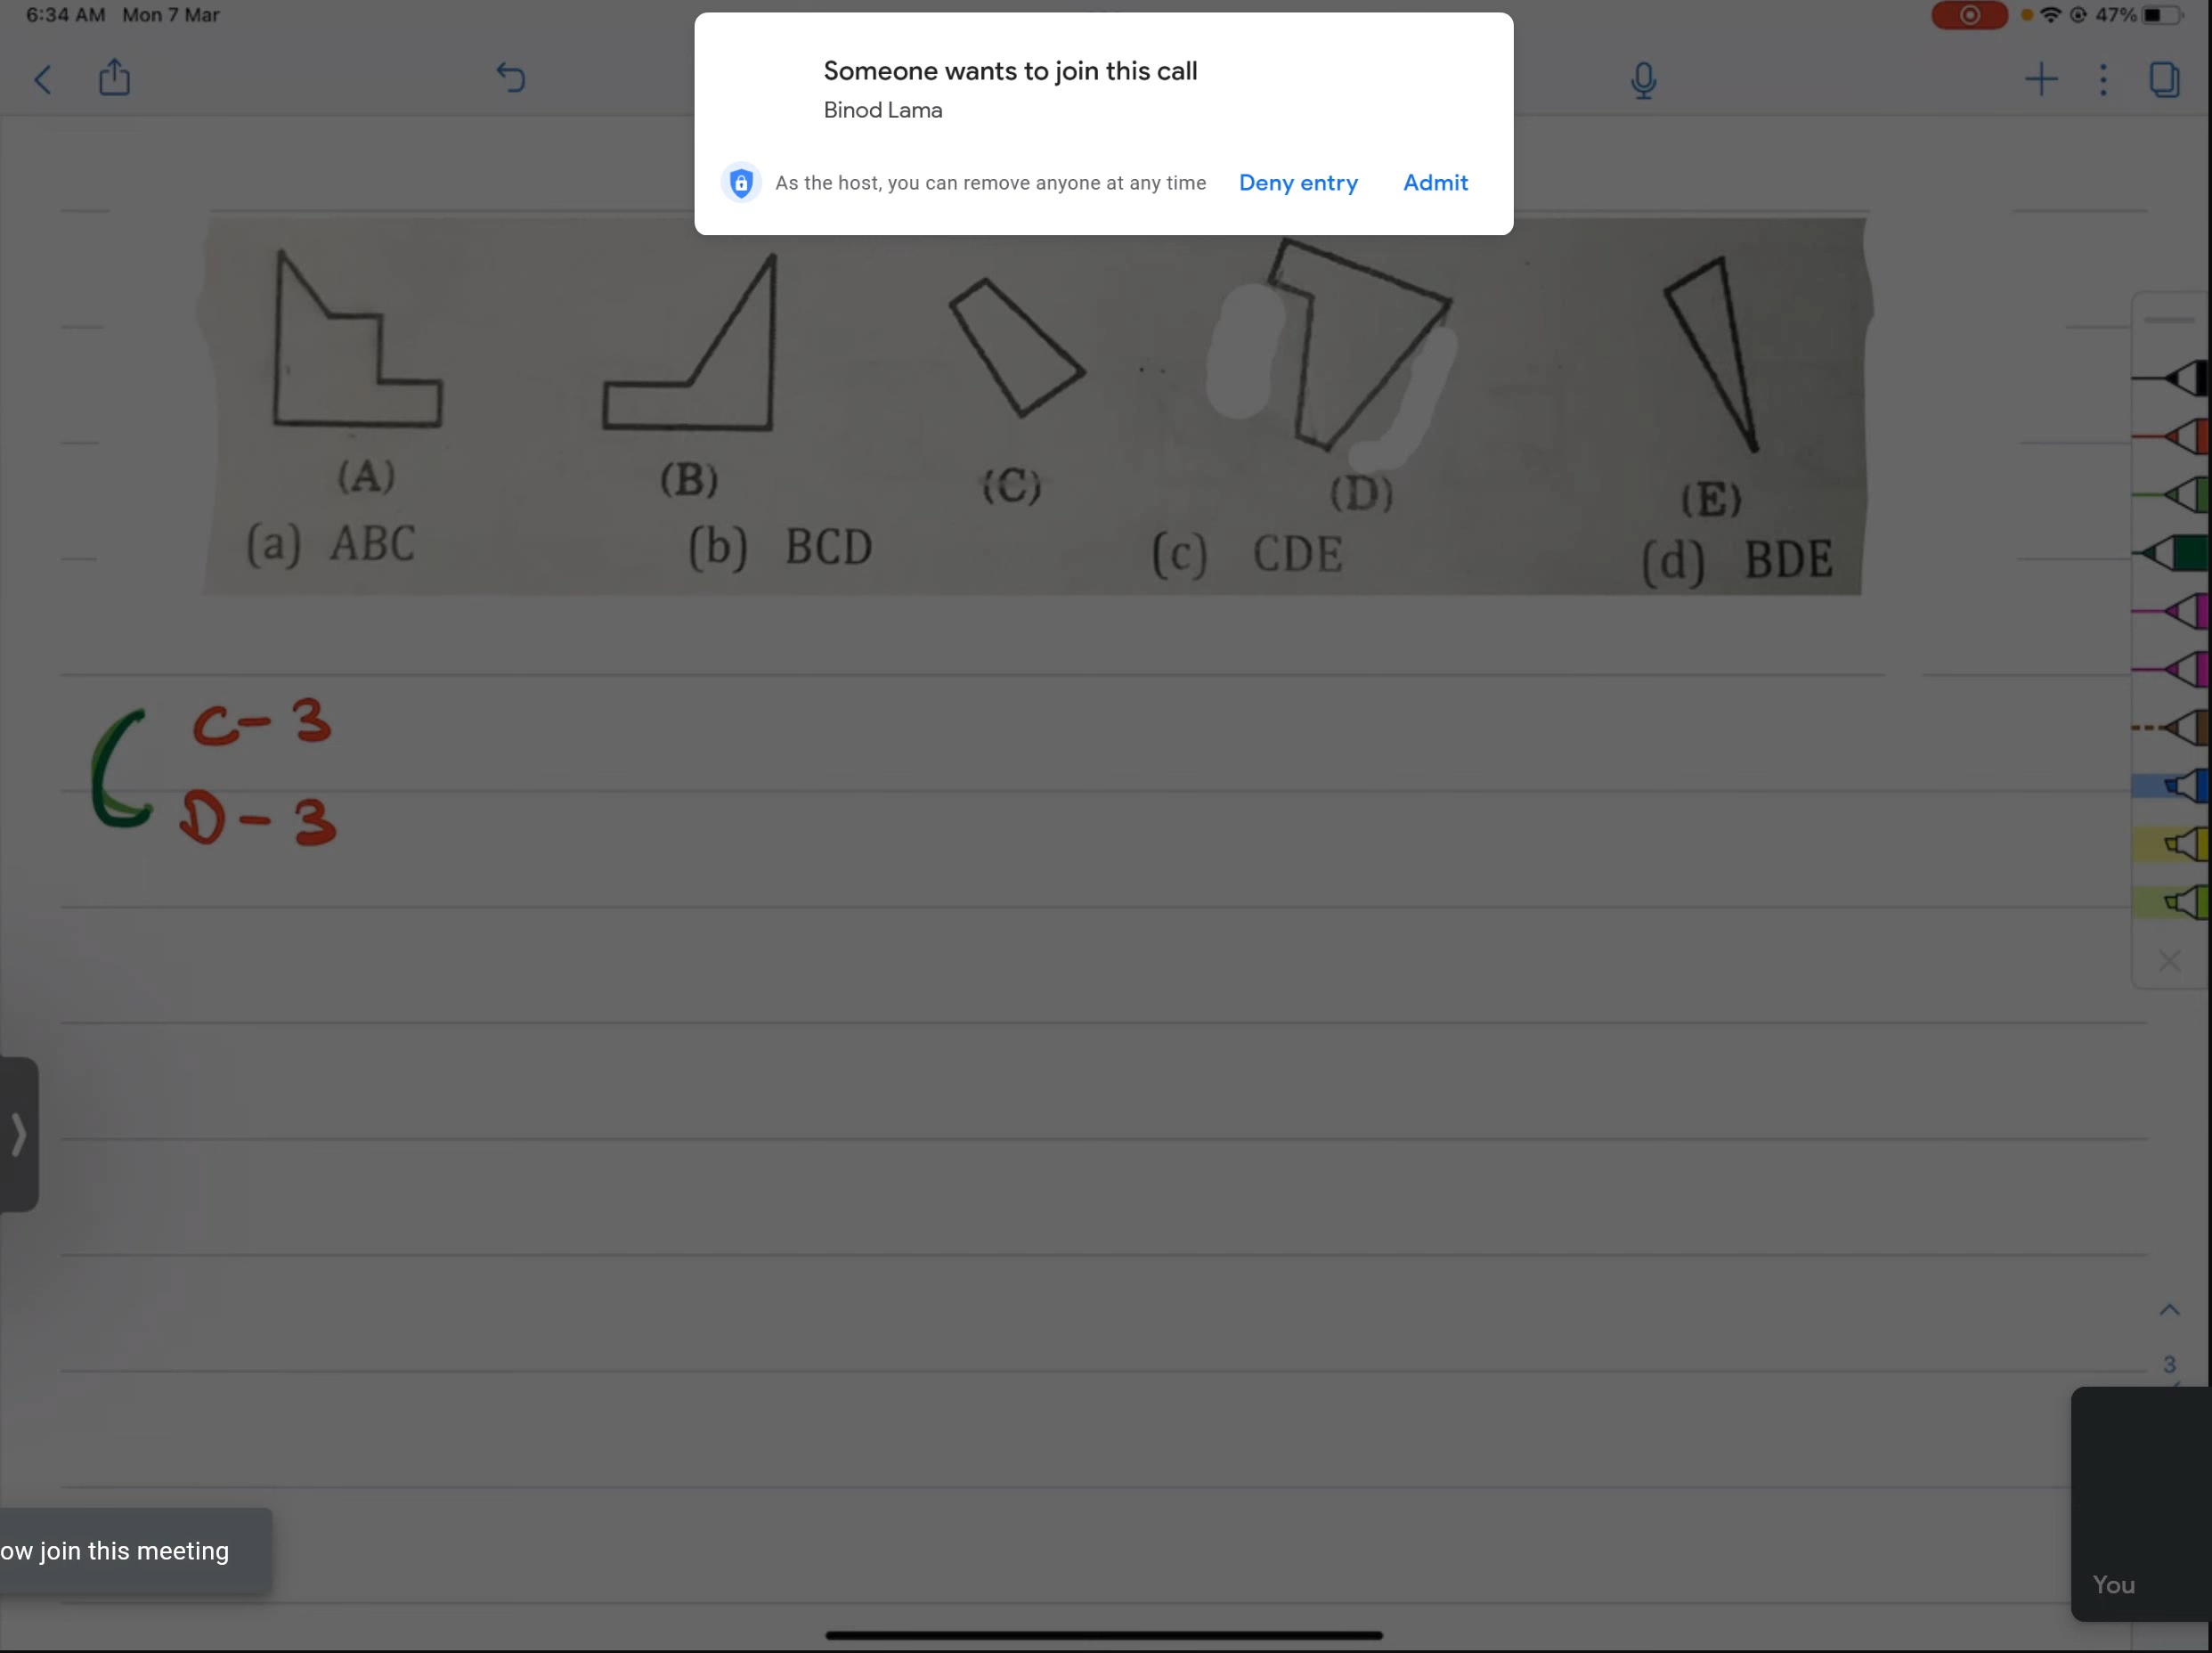 6:34 AM Mon 7 Mar
47%
Someone wants to join this call
Binod Lama
As the host, you can remove anyone at any time
Deny entry
Admit
(A)
(B)
(C)
(D)
(E)
(a) ABC
(b) BCD
(c) CDE
(d) BDE
C- 3
D- 3
3
ow join this meeting
You